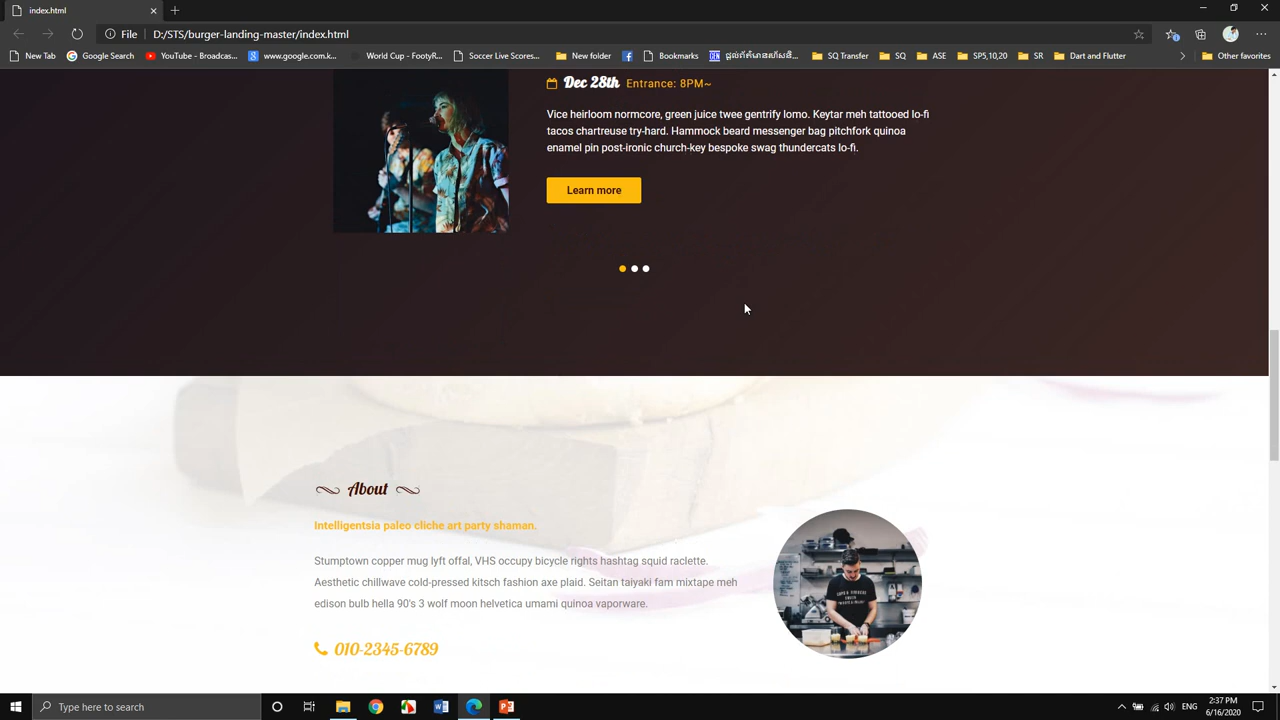 index.html
File
D:/STS/burger-landing-master/index.html
New Tab
Google Search
YouTube - Broadcas...
www.google.com.k...
World Cup - FootyR...
Soccer Live Scores...
New folder
Bookmarks
SQ Transfer
SQ
ASE
SP5,10,20
SR
Dart and Flutter
Other favorites
Dec 28th Entrance: 8PM~
Vice heirloom normcore, green juice twee gentrify lomo. Keytar meh tattooed lo-fi
tacos chartreuse try-hard. Hammock beard messenger bag pitchfork quinoa
enamel pin post-ironic church-key bespoke swag thundercats lo-fi.
Learn more
About
Intelligentsia paleo cliche art party shaman.
Stumptown copper mug lyft offal, VHS occupy bicycle rights hashtag squid raclette.
Aesthetic chillwave cold-pressed kitsch fashion axe plaid. Seitan taiyaki fam mixtape meh
edison bulb hella 90's 3 wolf moon helvetica umami quinoa vaporware.
010-2345-6789
Type here to search
ENG
2:37 PM
6/16/2020